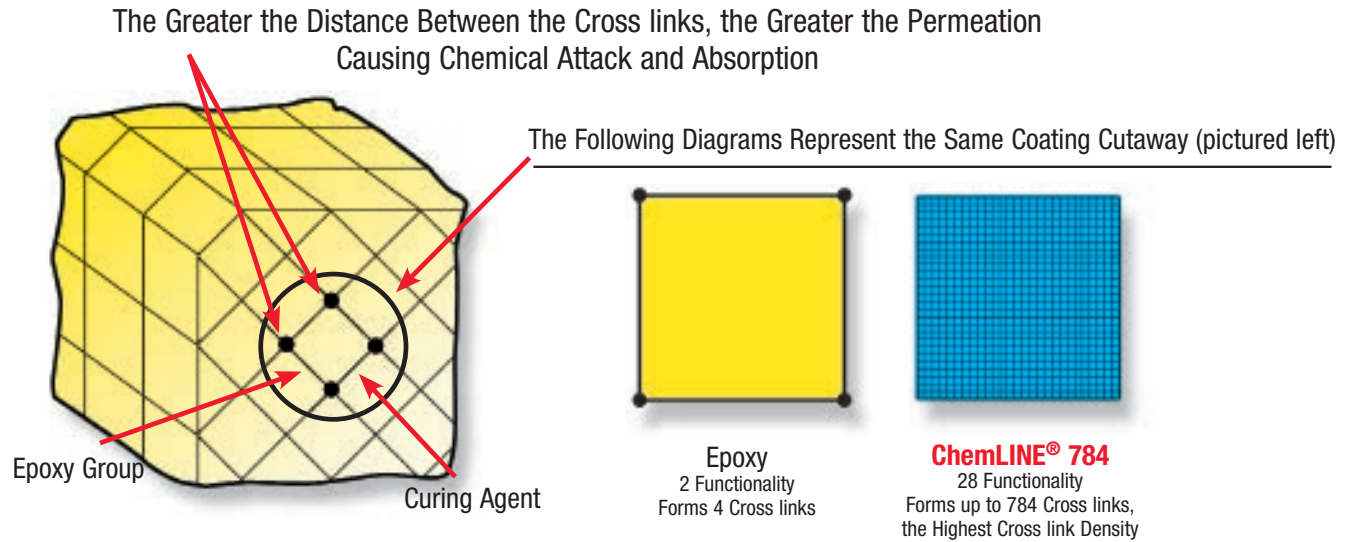 The Greater the Distance Between the Cross links, the Greater the Permeation
Causing Chemical Attack and Absorption
The Following Diagrams Represent the Same Coating Cutaway (pictured left)
Epoxy Group
Curing Agent
Epoxy
2 Functionality
Forms 4 Cross links
ChemLINE® 784
28 Functionality
Forms up to 784 Cross links,
the Highest Cross link Density